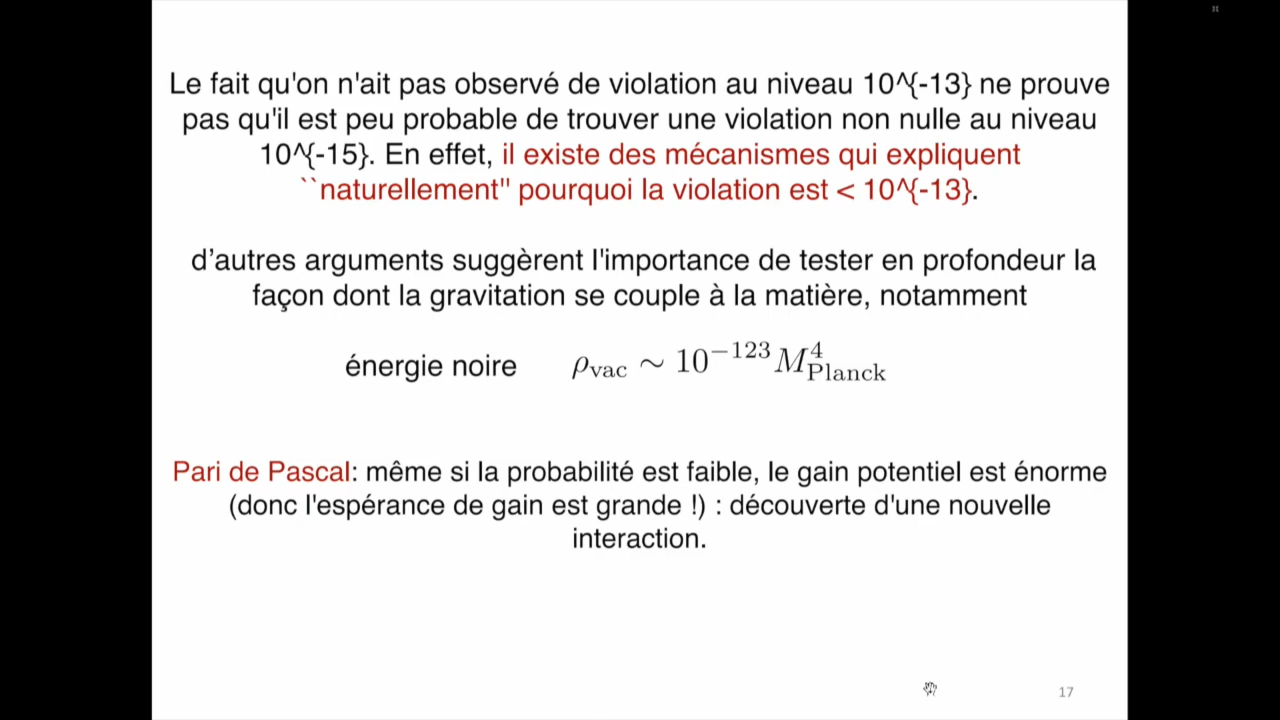 Le fait qu'on n'ait pas observé de violation au niveau 10^{-13} ne prouve
pas qu'il est peu probable de trouver une violation non nulle au niveau
10^{-15}. En effet, il existe des mécanismes qui expliquent
``naturellement'' pourquoi la violation est < 10^{-13}.
d'autres arguments suggèrent l'importance de tester en profondeur la
façon dont la gravitation se couple à la matière, notamment
énergie noire ρ_vac ∼ 10^{−123} M^4_Planck
Pari de Pascal: même si la probabilité est faible, le gain potentiel est énorme
(donc l'espérance de gain est grande !) : découverte d'une nouvelle
interaction.
17